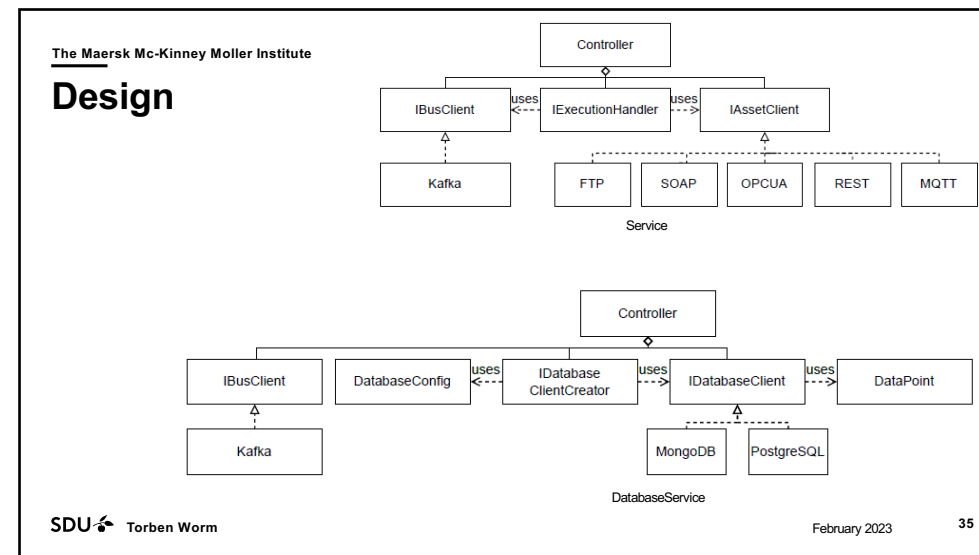 The Maersk Mc-Kinney Moller Institute
Design
Controller
IBusClient
uses
IExecutionHandler
uses
IAssetClient
Kafka
FTP
SOAP
OPCUA
REST
MQTT
Service
Controller
IBusClient
DatabaseConfig
uses
IDatabase
ClientCreator
uses
IDatabaseClient
uses
DataPoint
Kafka
MongoDB
PostgreSQL
DatabaseService
SDU
Torben Worm
February 2023
35